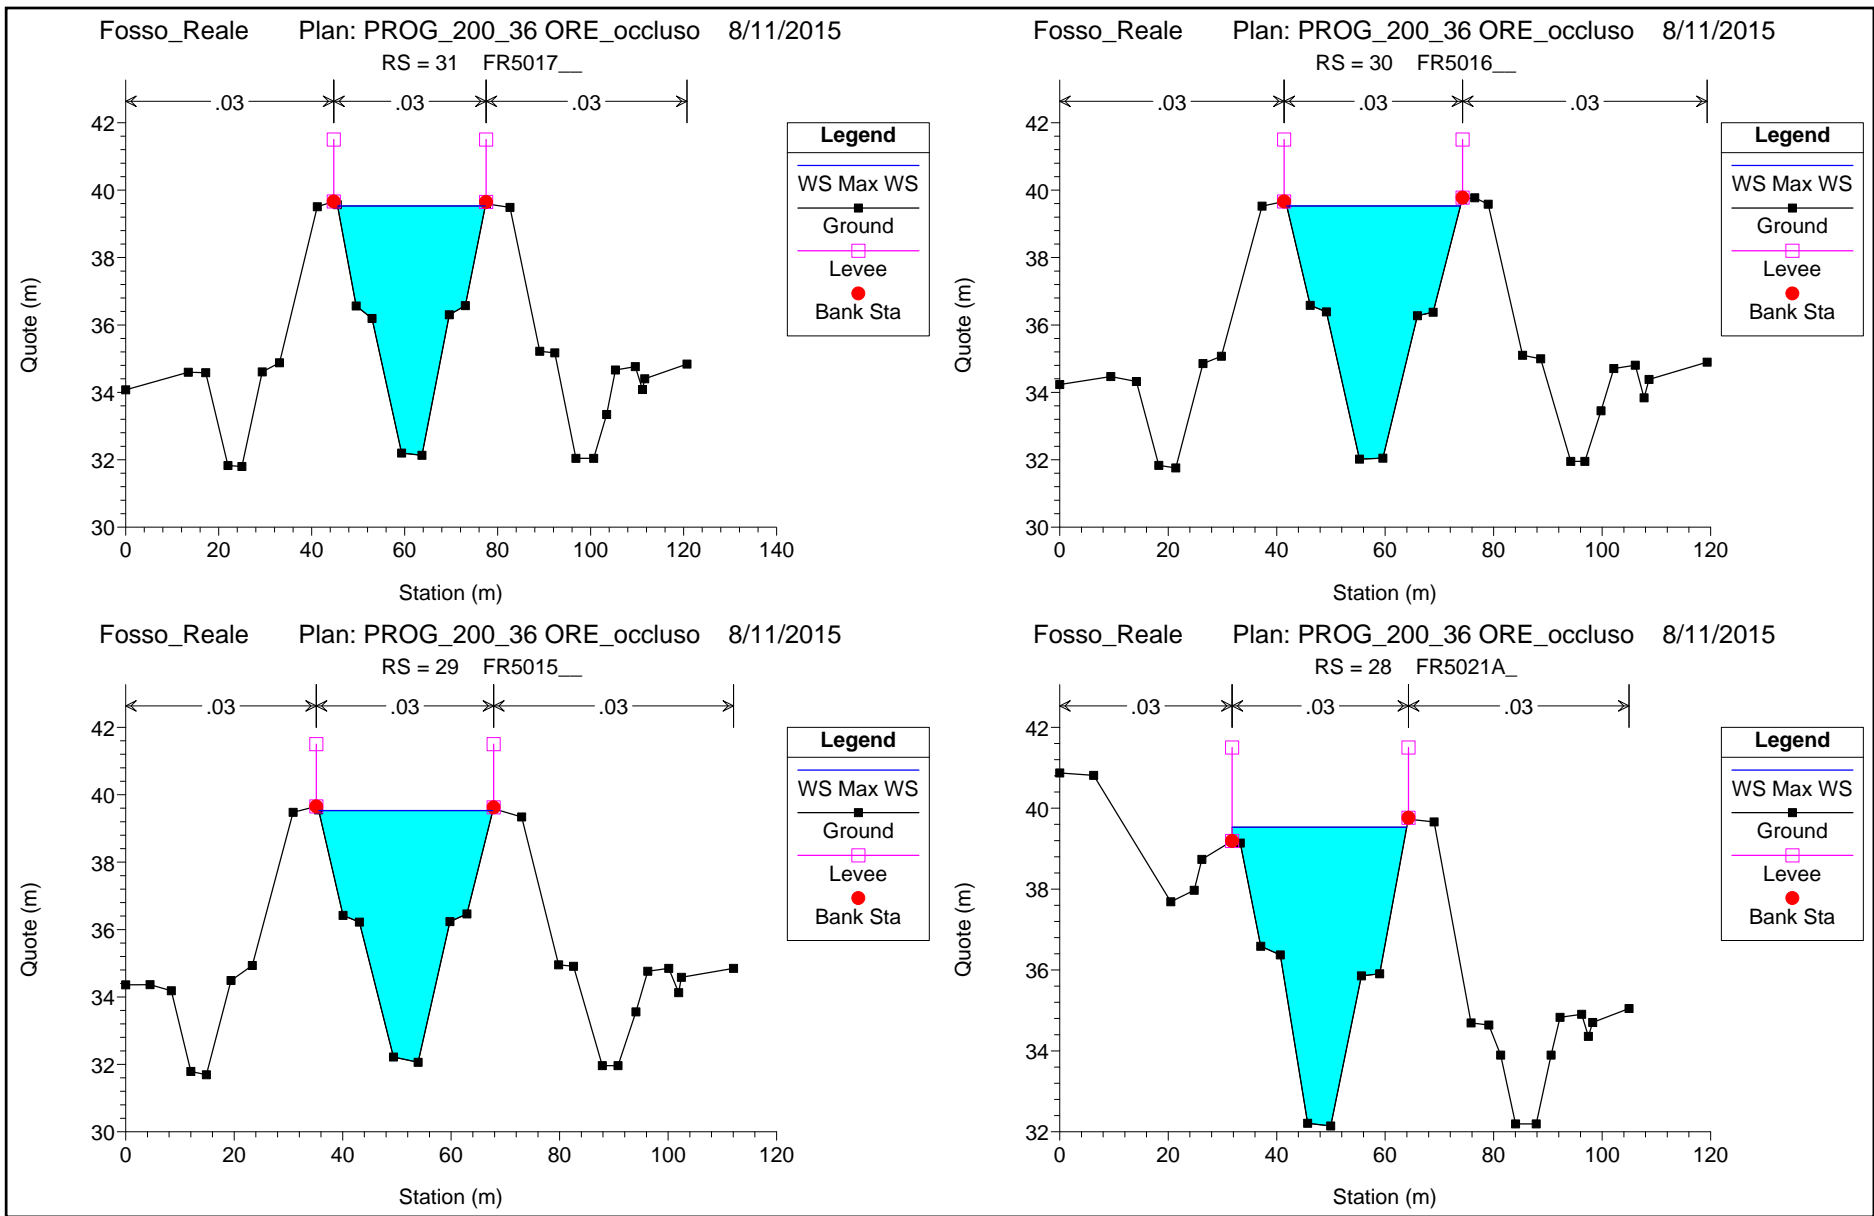 Fosso_Reale Plan: PROG_200_36 ORE_occluso 8/11/2015
RS = 31 FR5017__
.03 .03 .03
42
40
38
36
34
32
30
0 20 40 60 80 100 120 140
Station (m)
Quote (m)
Legend
WS Max WS
Ground
Levee
Bank Sta
Fosso_Reale Plan: PROG_200_36 ORE_occluso 8/11/2015
RS = 30 FR5016__
.03 .03 .03
42
40
38
36
34
32
30
0 20 40 60 80 100 120
Station (m)
Quote (m)
Legend
WS Max WS
Ground
Levee
Bank Sta
Fosso_Reale Plan: PROG_200_36 ORE_occluso 8/11/2015
RS = 29 FR5015__
.03 .03 .03
42
40
38
36
34
32
30
0 20 40 60 80 100 120
Station (m)
Quote (m)
Legend
WS Max WS
Ground
Levee
Bank Sta
Fosso_Reale Plan: PROG_200_36 ORE_occluso 8/11/2015
RS = 28 FR5021A_
.03 .03 .03
42
40
38
36
34
32
0 20 40 60 80 100 120
Station (m)
Quote (m)
Legend
WS Max WS
Ground
Levee
Bank Sta